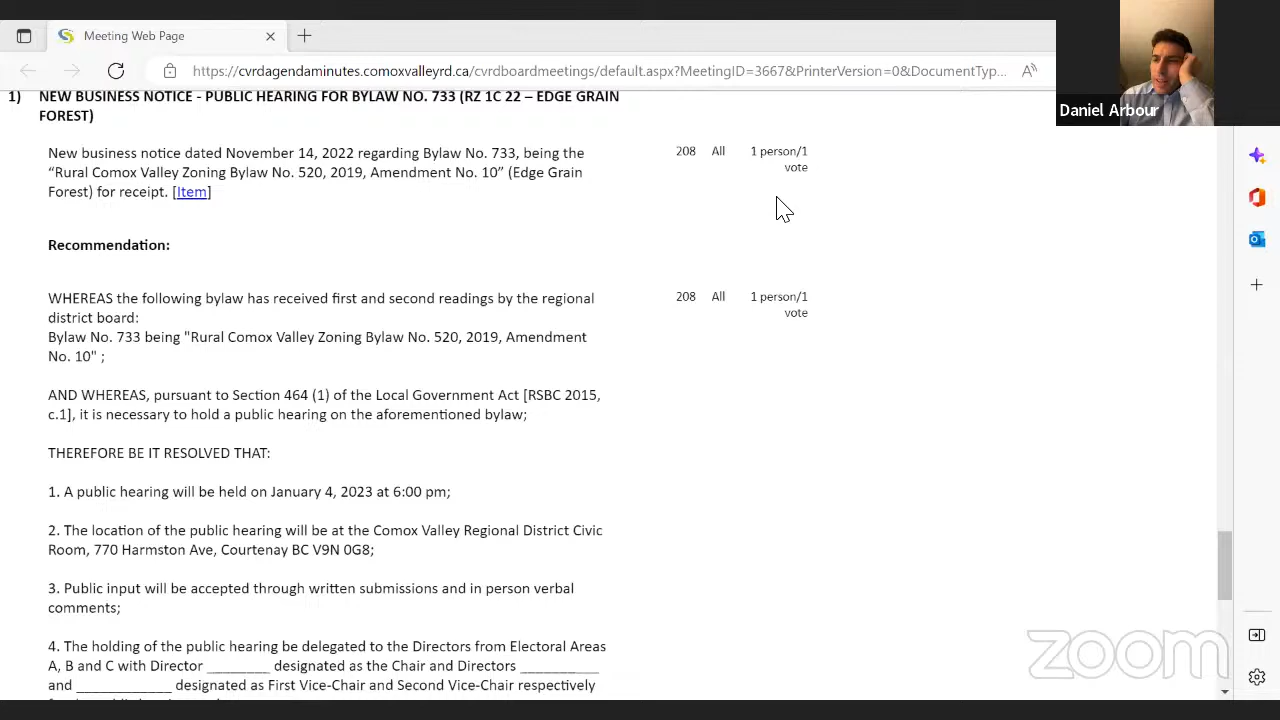 Meeting Web Page
https://cvrdagendaminutes.comoxvalleyrd.ca/cvrdboardmeetings/default.aspx?MeetingID=3667&PrinterVersion=0&DocumentTyp...
Daniel Arbour
1) NEW BUSINESS NOTICE - PUBLIC HEARING FOR BYLAW NO. 733 (RZ 1C 22 – EDGE GRAIN
FOREST)
New business notice dated November 14, 2022 regarding Bylaw No. 733, being the 208 All 1 person/1
“Rural Comox Valley Zoning Bylaw No. 520, 2019, Amendment No. 10” (Edge Grain vote
Forest) for receipt. [Item]
Recommendation:
WHEREAS the following bylaw has received first and second readings by the regional 208 All 1 person/1
district board: vote
Bylaw No. 733 being "Rural Comox Valley Zoning Bylaw No. 520, 2019, Amendment
No. 10" ;
AND WHEREAS, pursuant to Section 464 (1) of the Local Government Act [RSBC 2015,
c.1], it is necessary to hold a public hearing on the aforementioned bylaw;
THEREFORE BE IT RESOLVED THAT:
1. A public hearing will be held on January 4, 2023 at 6:00 pm;
2. The location of the public hearing will be at the Comox Valley Regional District Civic
Room, 770 Harmston Ave, Courtenay BC V9N 0G8;
3. Public input will be accepted through written submissions and in person verbal
comments;
4. The holding of the public hearing be delegated to the Directors from Electoral Areas
A, B and C with Director ________ designated as the Chair and Directors __________
and ____________ designated as First Vice-Chair and Second Vice-Chair respectively
zoom